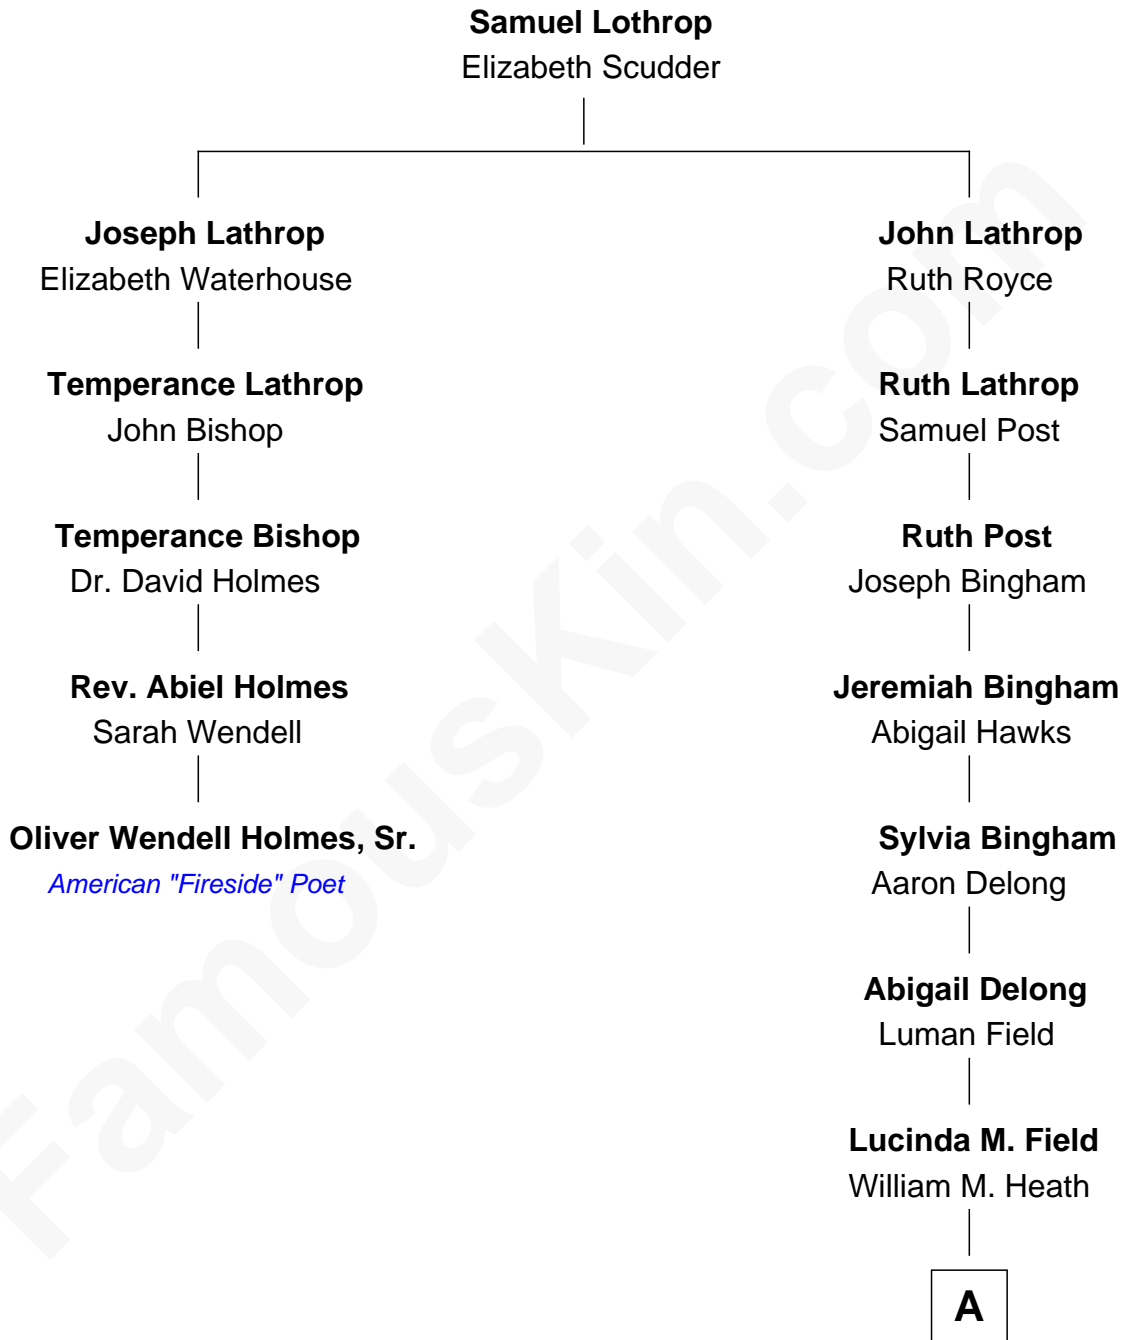 Samuel Lothrop
Elizabeth Scudder
Joseph Lathrop
Elizabeth Waterhouse
Temperance Lathrop
John Bishop
Temperance Bishop
Dr. David Holmes
Rev. Abiel Holmes
Sarah Wendell
Oliver Wendell Holmes, Sr.
American "Fireside" Poet
John Lathrop
Ruth Royce
Ruth Lathrop
Samuel Post
Ruth Post
Joseph Bingham
Jeremiah Bingham
Abigail Hawks
Sylvia Bingham
Aaron Delong
Abigail Delong
Luman Field
Lucinda M. Field
William M. Heath
A
FamousKin.com